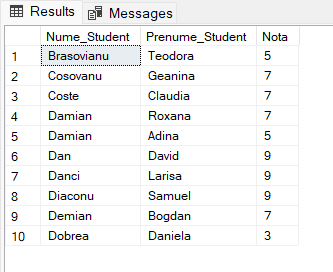 Results Messages
Nume_Student Prenume_Student Nota
1 Brasovianu Teodora 5
2 Cosovanu Geanina 7
3 Coste Claudia 7
4 Damian Roxana 7
5 Damian Adina 5
6 Dan David 9
7 Danci Larisa 9
8 Diaconu Samuel 9
9 Demian Bogdan 7
10 Dobrea Daniela 3